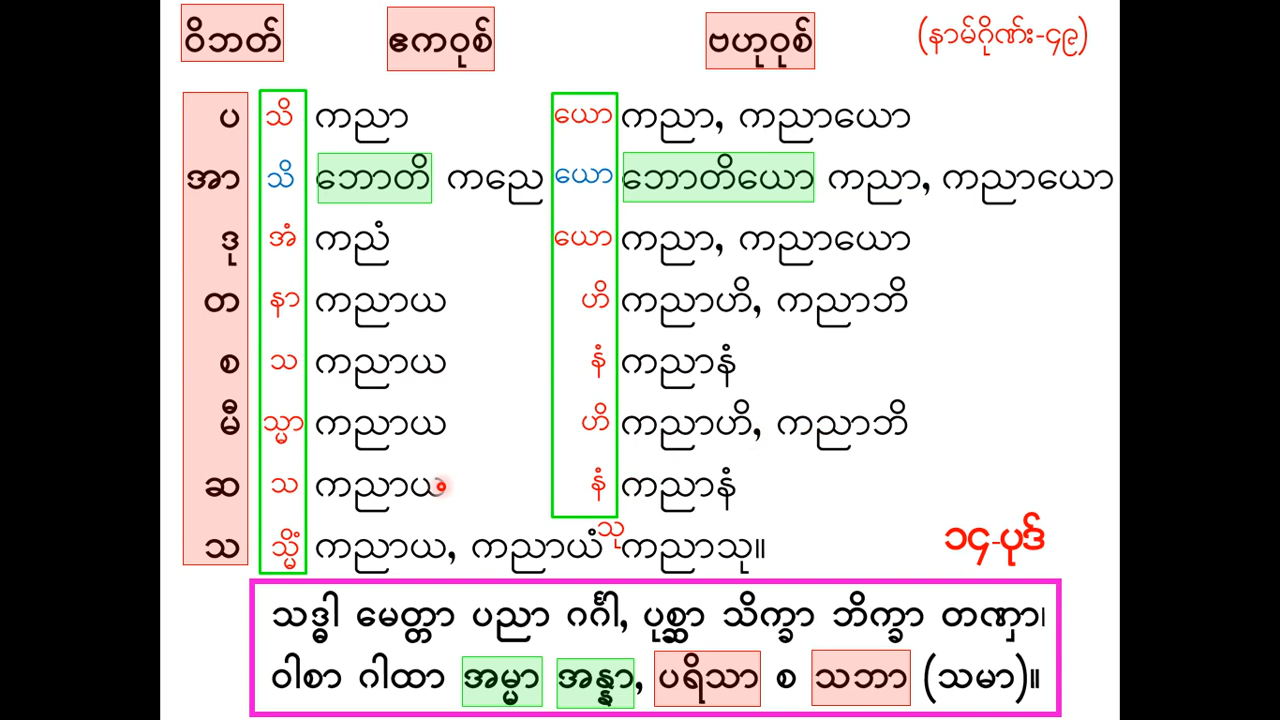 ဝိဘတ် ဧကဝုစ် ဗဟုဝုစ် (နာမ်ဂိုဏ်း-၄၉)
ပ သိ ကညာ ယော ကညာ, ကညာယော
အာ သိ ဘောတိ ကညေ ယော ဘောတိယော ကညာ, ကညာယော
ဒု အံ ကညံ ယော ကညာ, ကညာယော
တ နာ ကညာယ ဟိ ကညာဟိ, ကညာဘိ
စ သ ကညာယ နံ ကညာနံ
မီ သ္မာ ကညာယ ဟိ ကညာဟိ, ကညာဘိ
ဆ သ ကညာယ နံ ကညာနံ
သ သ္မိံ ကညာယ, ကညာယံ သု ကညာသု။
၁၄-ပုဒ်
သဒ္ဓါ မေတ္တာ ပညာ ဂင်္ဂါ, ပုစ္ဆာ သိက္ခာ ဘိက္ခာ တဏှာ၊
ဝါစာ ဂါထာ အမ္မာ အန္နာ, ပရိသာ စ သဘာ (သမာ)။